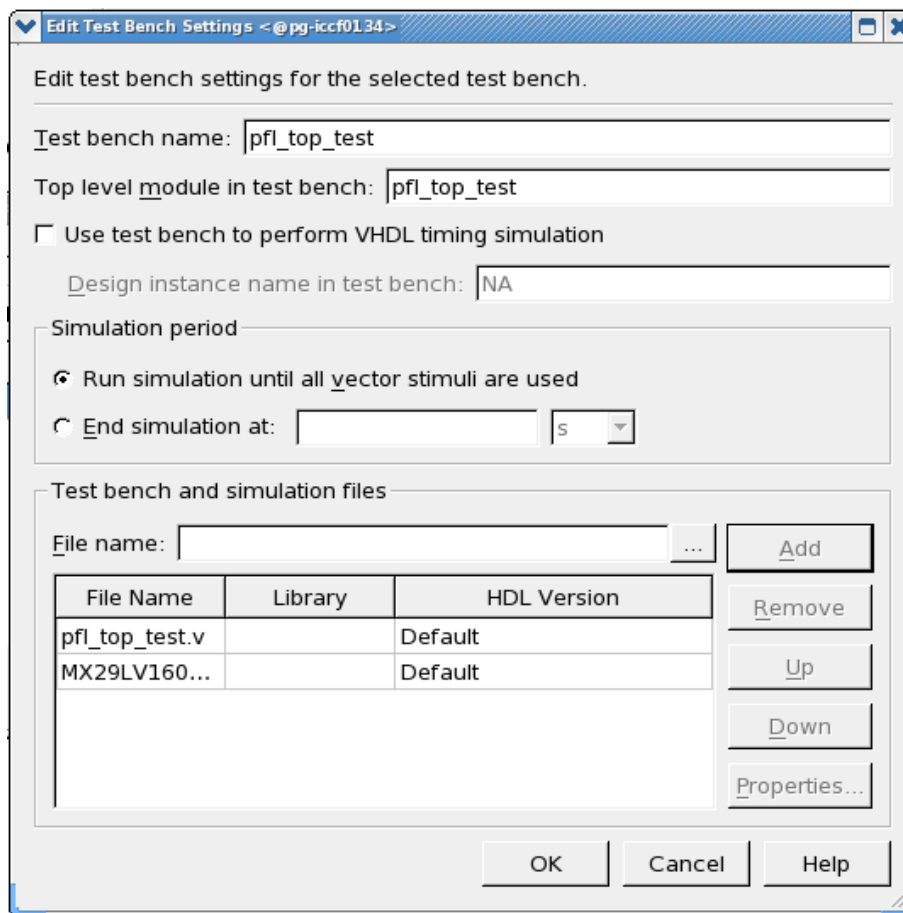 Edit Test Bench Settings <@pg-iccf0134>
Edit test bench settings for the selected test bench.
Test bench name: pfl_top_test
Top level module in test bench: pfl_top_test
Use test bench to perform VHDL timing simulation
Design instance name in test bench: NA
Simulation period
Run simulation until all vector stimuli are used
End simulation at: s
Test bench and simulation files
File name: ... Add
File Name Library HDL Version Remove
pfl_top_test.v Default
MX29LV160... Default Up
Down
Properties...
OK Cancel Help